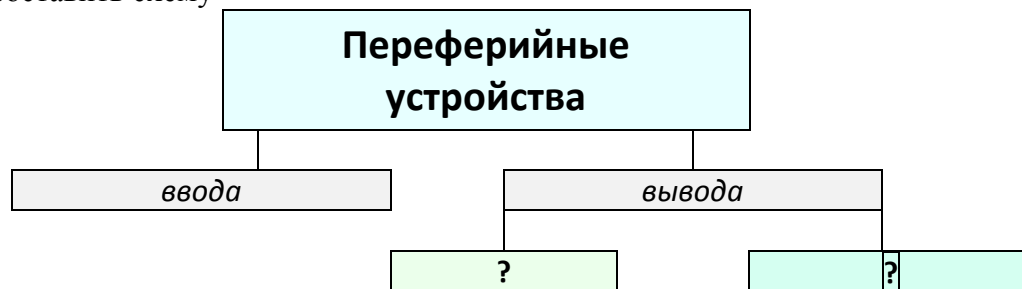 Переферийные
устройства
ввода
вывода
?
?